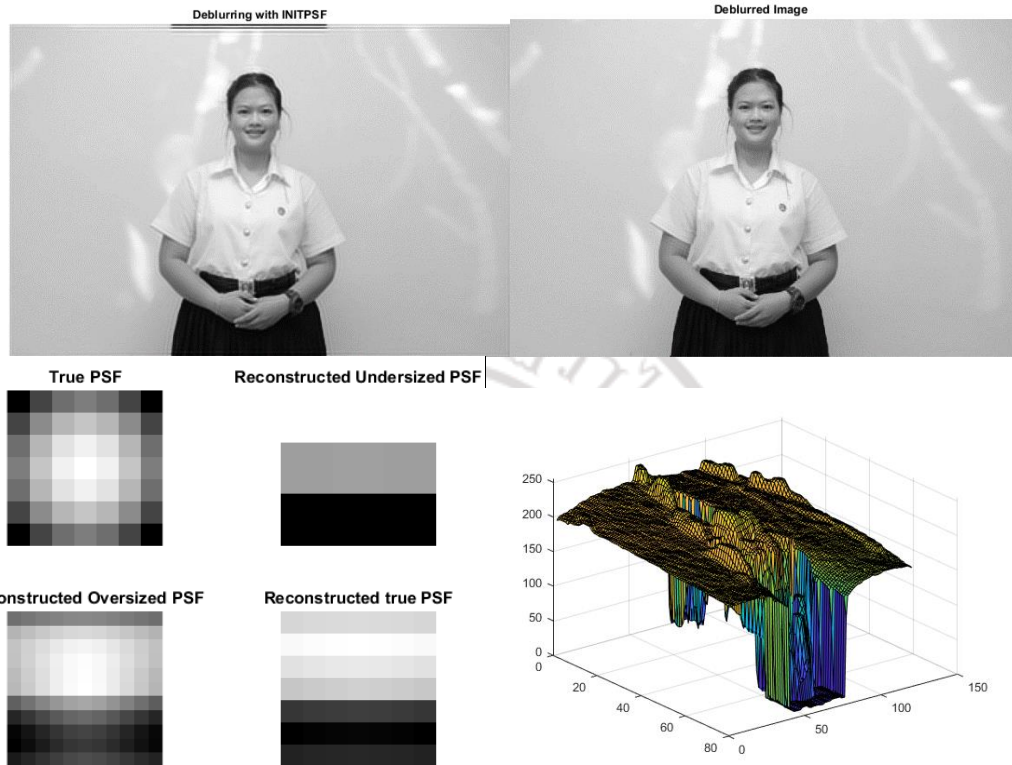 Deblurring with INITPSF
Deblurred Image
True PSF
Reconstructed Undersized PSF
onstructed Oversized PSF
Reconstructed true PSF
250
200
150
100
50
0
0
20
40
60
80
0
50
100
150